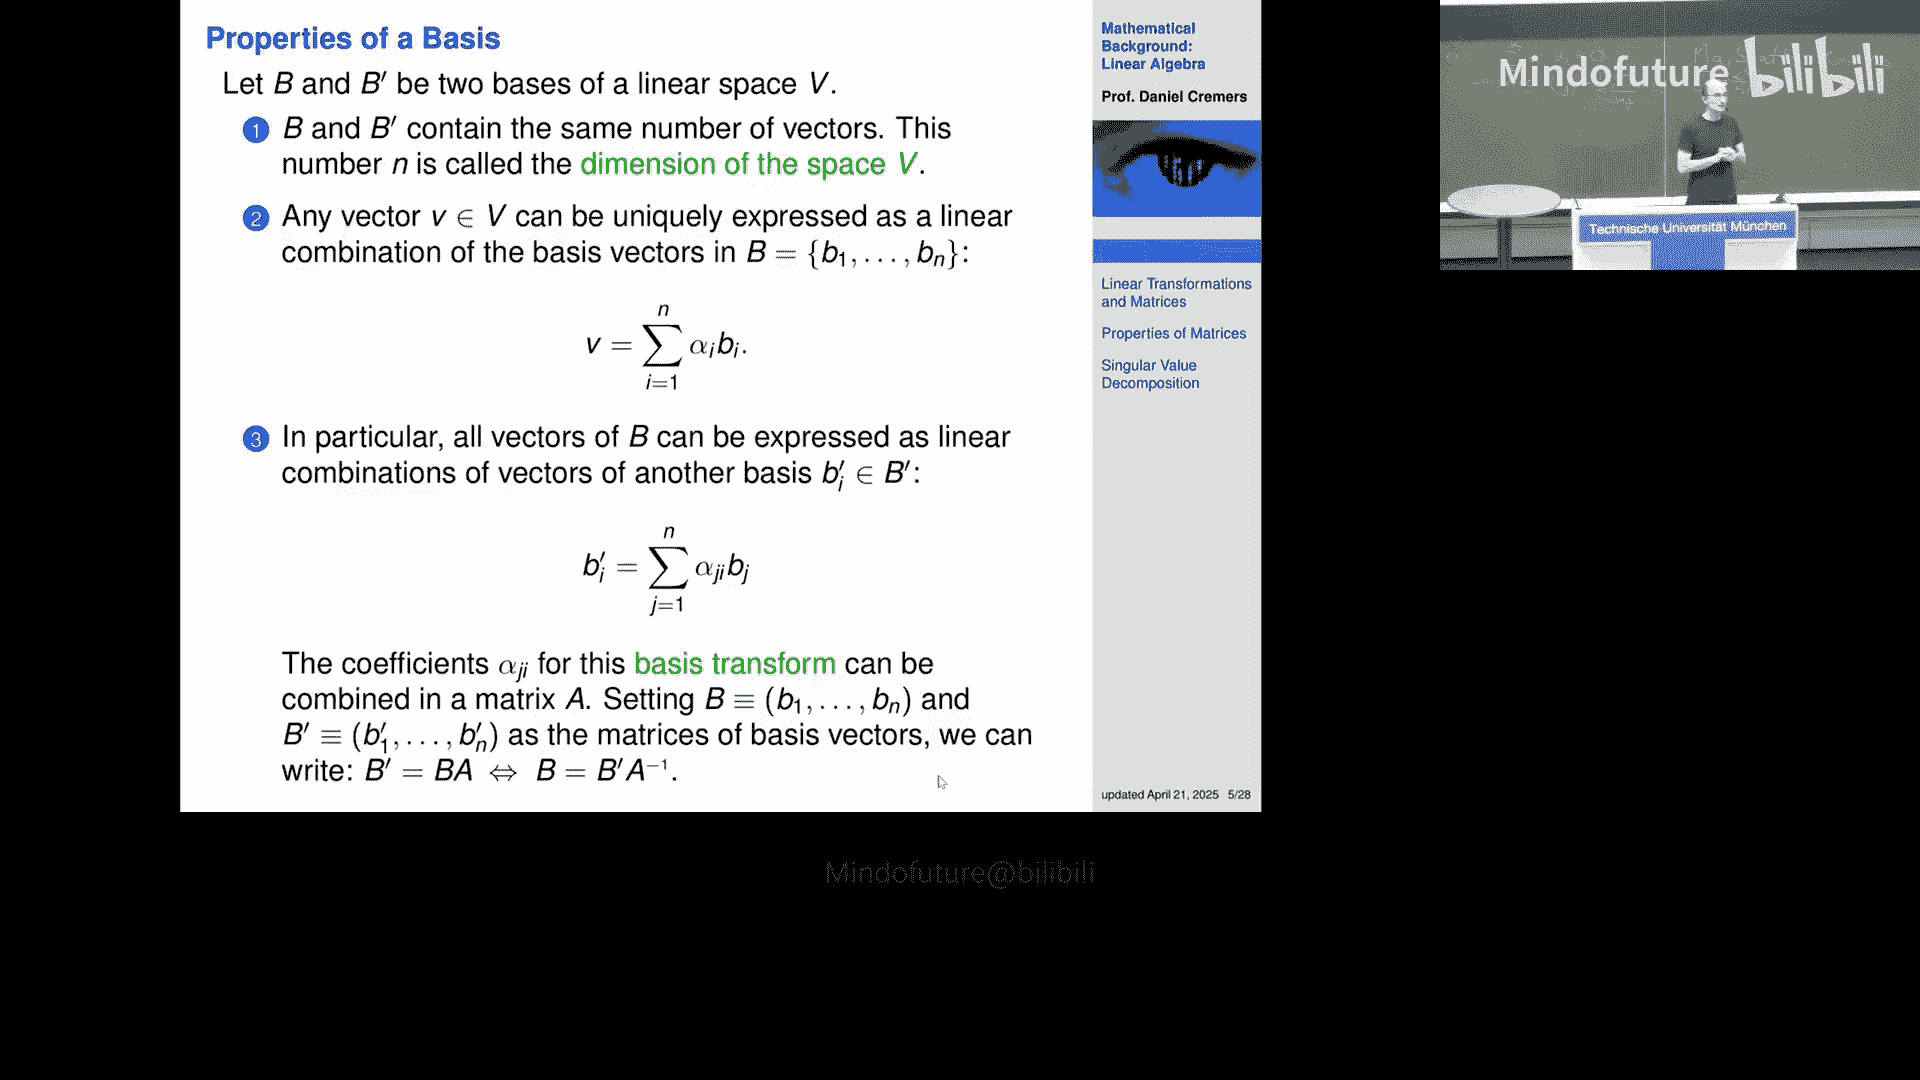 Properties of a Basis
Let B and B′ be two bases of a linear space V.
1 B and B′ contain the same number of vectors. This
number n is called the dimension of the space V.
2 Any vector v ∈ V can be uniquely expressed as a linear
combination of the basis vectors in B = {b₁, . . . , bₙ}:
v = ∑ᵢ₌₁ⁿ αᵢbᵢ.
3 In particular, all vectors of B can be expressed as linear
combinations of vectors of another basis b′ᵢ ∈ B′:
b′ᵢ = ∑ⱼ₌₁ⁿ αⱼᵢbⱼ
The coefficients αⱼᵢ for this basis transform can be
combined in a matrix A. Setting B ≡ (b₁, . . . , bₙ) and
B′ ≡ (b′₁, . . . , b′ₙ) as the matrices of basis vectors, we can
write: B′ = BA ⇔ B = B′A⁻¹.
Mathematical
Background:
Linear Algebra
Prof. Daniel Cremers
Linear Transformations
and Matrices
Properties of Matrices
Singular Value
Decomposition
updated April 21, 2025 5/28
Mindofuture bilibili
Technische Universität München
Mindofuture@bilibili